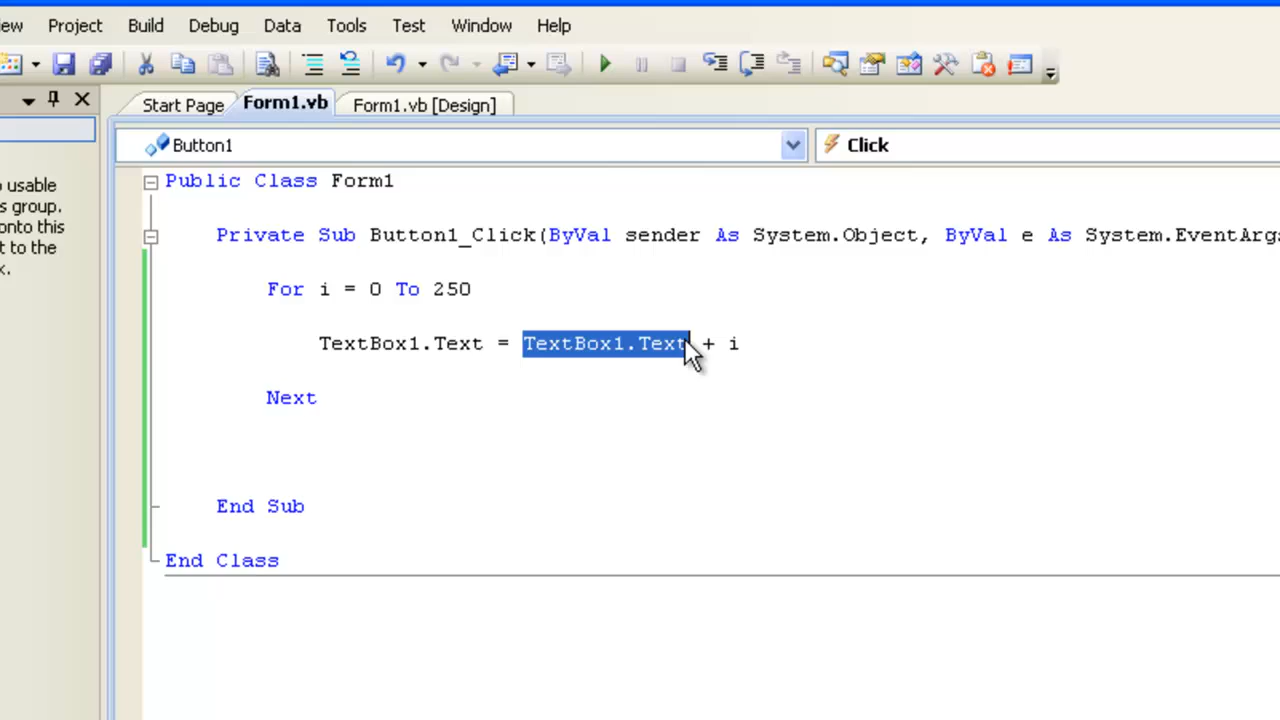 ew Project Build Debug Data Tools Test Window Help
Start Page Form1.vb Form1.vb [Design]
Button1 Click
o usable
s group.
onto this
t to the
x.
Public Class Form1
Private Sub Button1_Click(ByVal sender As System.Object, ByVal e As System.EventArgs
For i = 0 To 250
TextBox1.Text = TextBox1.Text + i
Next
End Sub
End Class